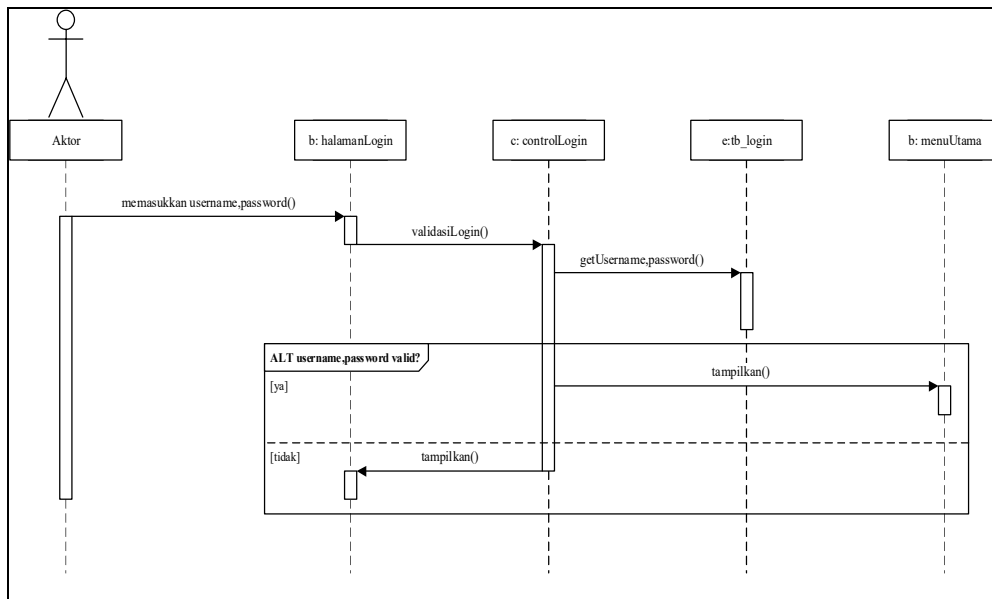 Aktor
b: halamanLogin
c: controlLogin
e:tb_login
b: menuUtama
memasukkan username,password()
validasiLogin()
getUsername,password()
ALT username,password valid?
[ya]
tampilkan()
[tidak]
tampilkan()